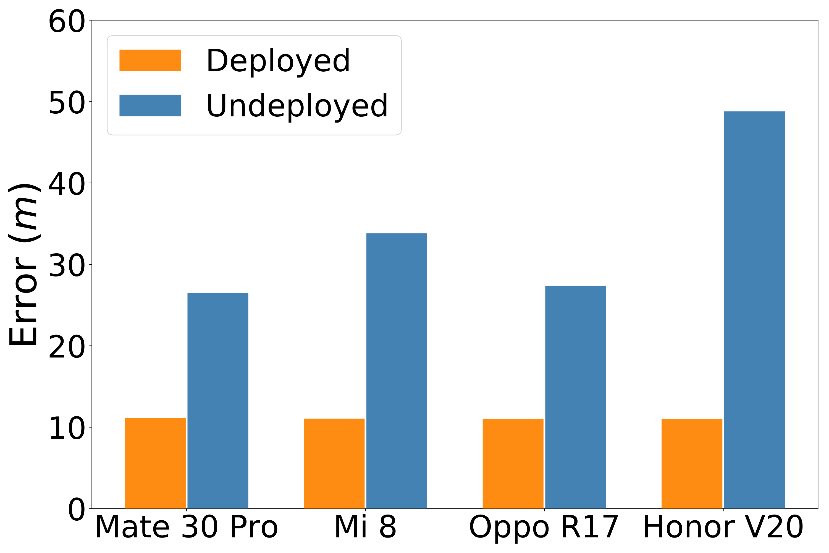 60
50
40
30
20
10
0
Error (m)
Deployed
Undeployed
Mate 30 Pro
Mi 8
Oppo R17
Honor V20